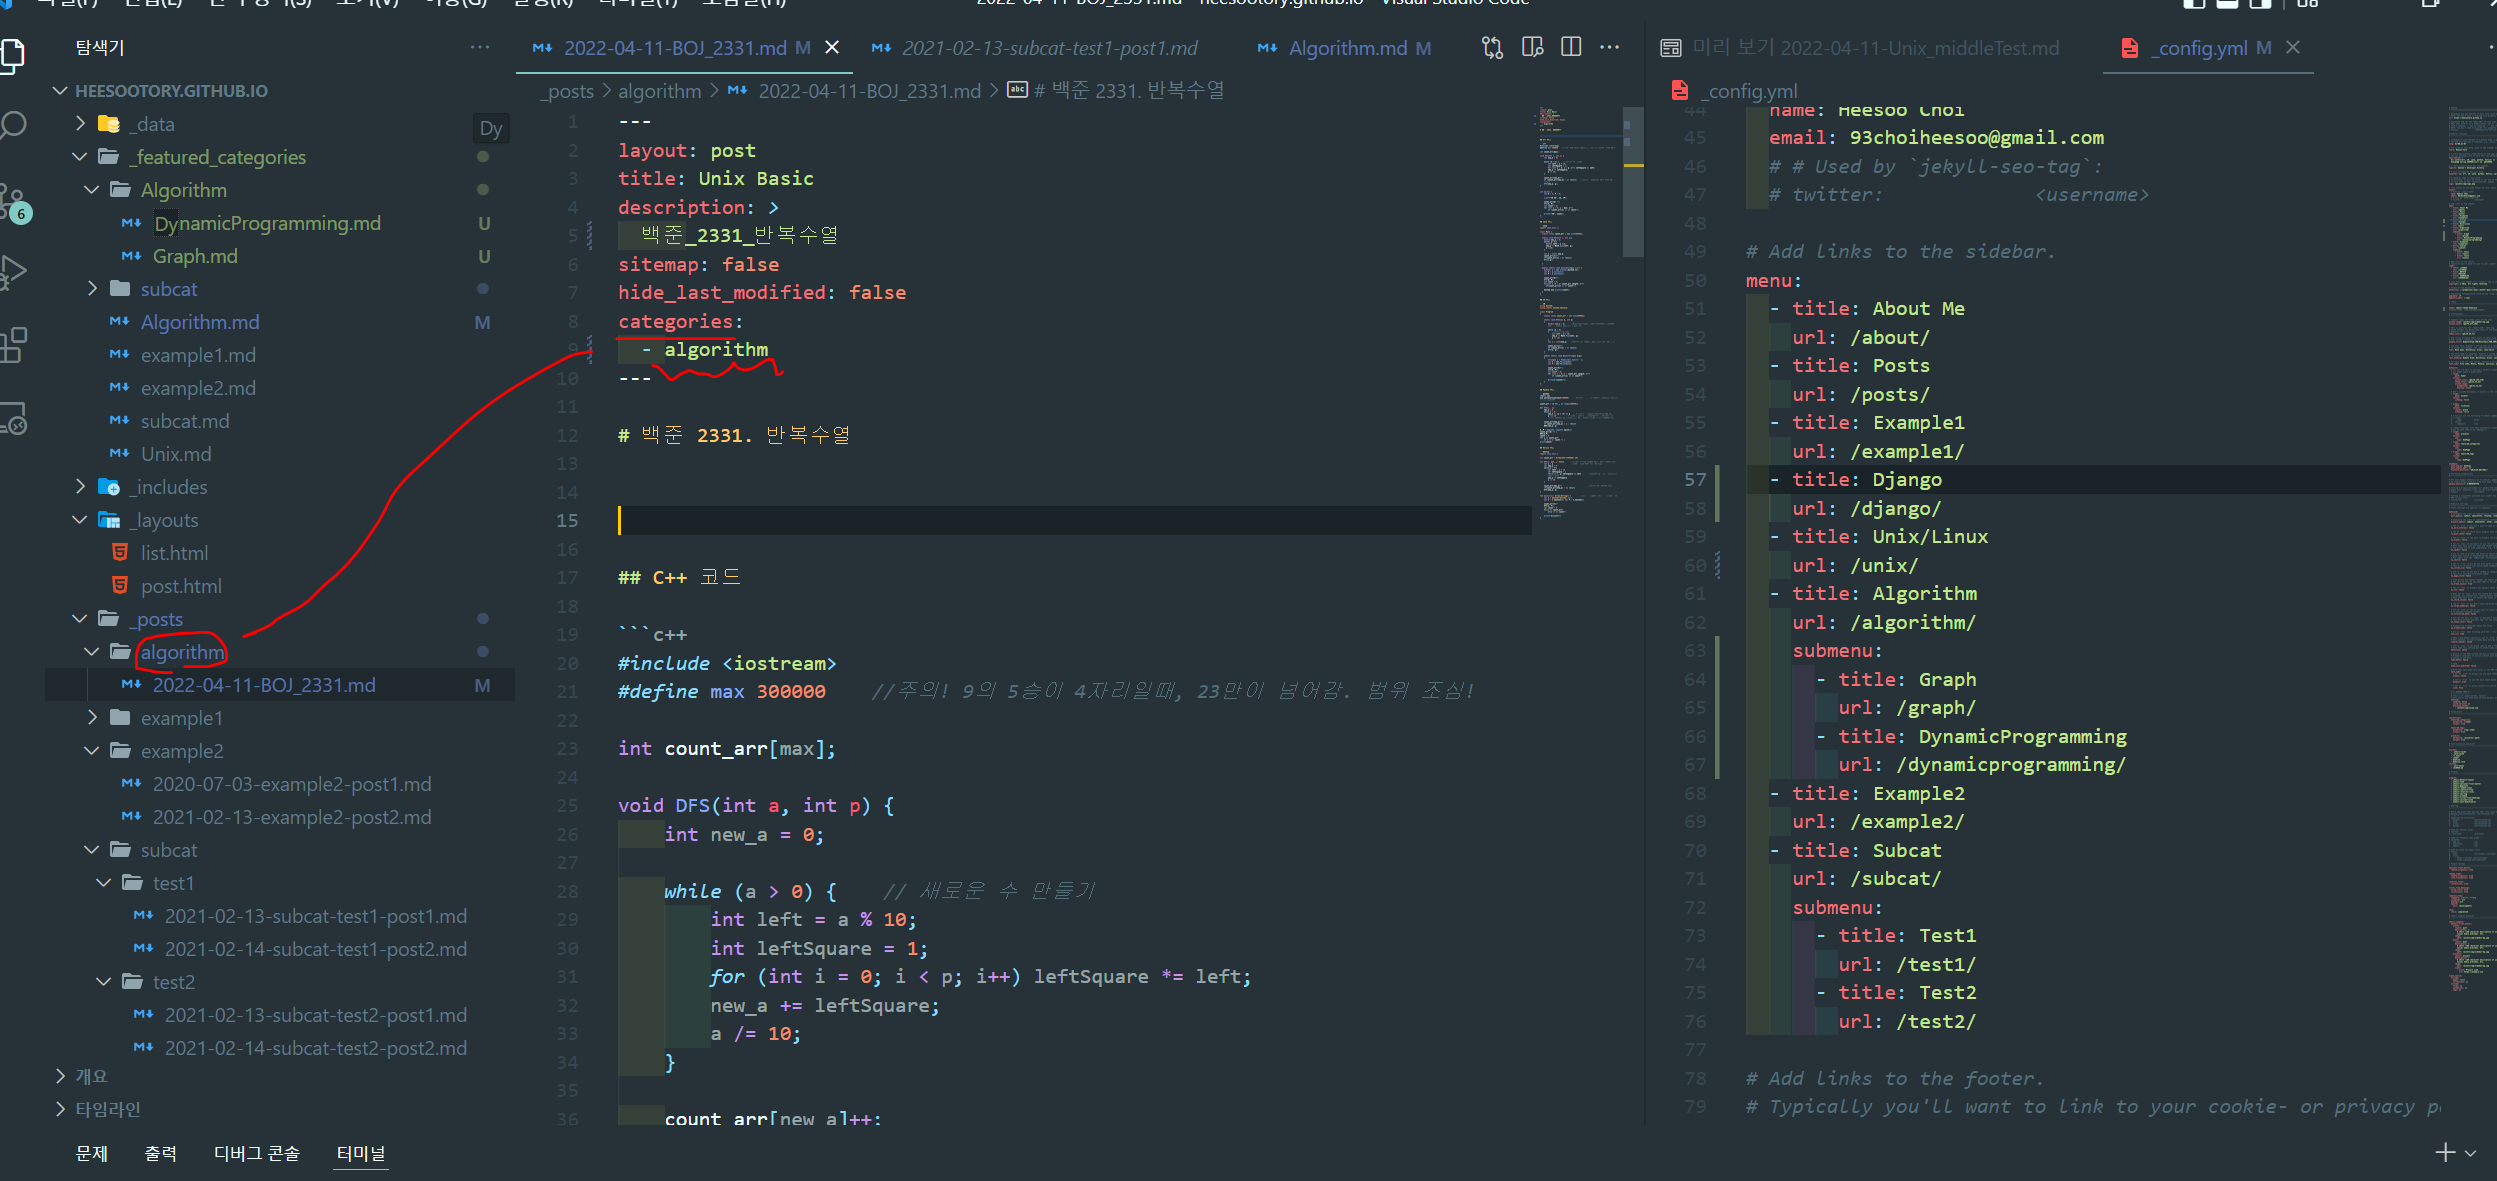 2022-04-11-BOJ_2331.md - heesootory.github.io - Visual Studio Code
탐색기
HEESOOTORY.GITHUB.IO
_data
Dy
_featured_categories
Algorithm
DynamicProgramming.md U
Graph.md U
subcat
Algorithm.md M
example1.md
example2.md
subcat.md
Unix.md
_includes
_layouts
list.html
post.html
_posts
algorithm
2022-04-11-BOJ_2331.md M
example1
example2
2020-07-03-example2-post1.md
2021-02-13-example2-post2.md
subcat
test1
2021-02-13-subcat-test1-post1.md
2021-02-14-subcat-test1-post2.md
test2
2021-02-13-subcat-test2-post1.md
2021-02-14-subcat-test2-post2.md
개요
타임라인
6
2022-04-11-BOJ_2331.md M
2021-02-13-subcat-test1-post1.md
Algorithm.md M
_posts > algorithm > 2022-04-11-BOJ_2331.md > # 백준 2331. 반복수열
1 ---
2 layout: post
3 title: Unix Basic
4 description: >
5 백준_2331_반복수열
6 sitemap: false
7 hide_last_modified: false
8 categories:
9 - algorithm
10 ---
11
12 # 백준 2331. 반복수열
13
14
15
16
17 ## C++ 코드
18
19 ```c++
20 #include <iostream>
21 #define max 300000 //주의! 9의 5승이 4자리일때, 23만이 넘어감. 범위 조심!
22
23 int count_arr[max];
24
25 void DFS(int a, int p) {
26 int new_a = 0;
27
28 while (a > 0) { // 새로운 수 만들기
29 int left = a % 10;
30 int leftSquare = 1;
31 for (int i = 0; i < p; i++) leftSquare *= left;
32 new_a += leftSquare;
33 a /= 10;
34 }
35
36 count_arr[new_a]++;
미리 보기 2022-04-11-Unix_middleTest.md
_config.yml M
_config.yml
44 name: Heesoo Choi
45 email: 93choiheesoo@gmail.com
46 # # Used by `jekyll-seo-tag`:
47 # twitter: <username>
48
49 # Add links to the sidebar.
50 menu:
51 - title: About Me
52 url: /about/
53 - title: Posts
54 url: /posts/
55 - title: Example1
56 url: /example1/
57 - title: Django
58 url: /django/
59 - title: Unix/Linux
60 url: /unix/
61 - title: Algorithm
62 url: /algorithm/
63 submenu:
64 - title: Graph
65 url: /graph/
66 - title: DynamicProgramming
67 url: /dynamicprogramming/
68 - title: Example2
69 url: /example2/
70 - title: Subcat
71 url: /subcat/
72 submenu:
73 - title: Test1
74 url: /test1/
75 - title: Test2
76 url: /test2/
77
78 # Add links to the footer.
79 # Typically you'll want to link to your cookie- or privacy p
문제 출력 디버그 콘솔 터미널